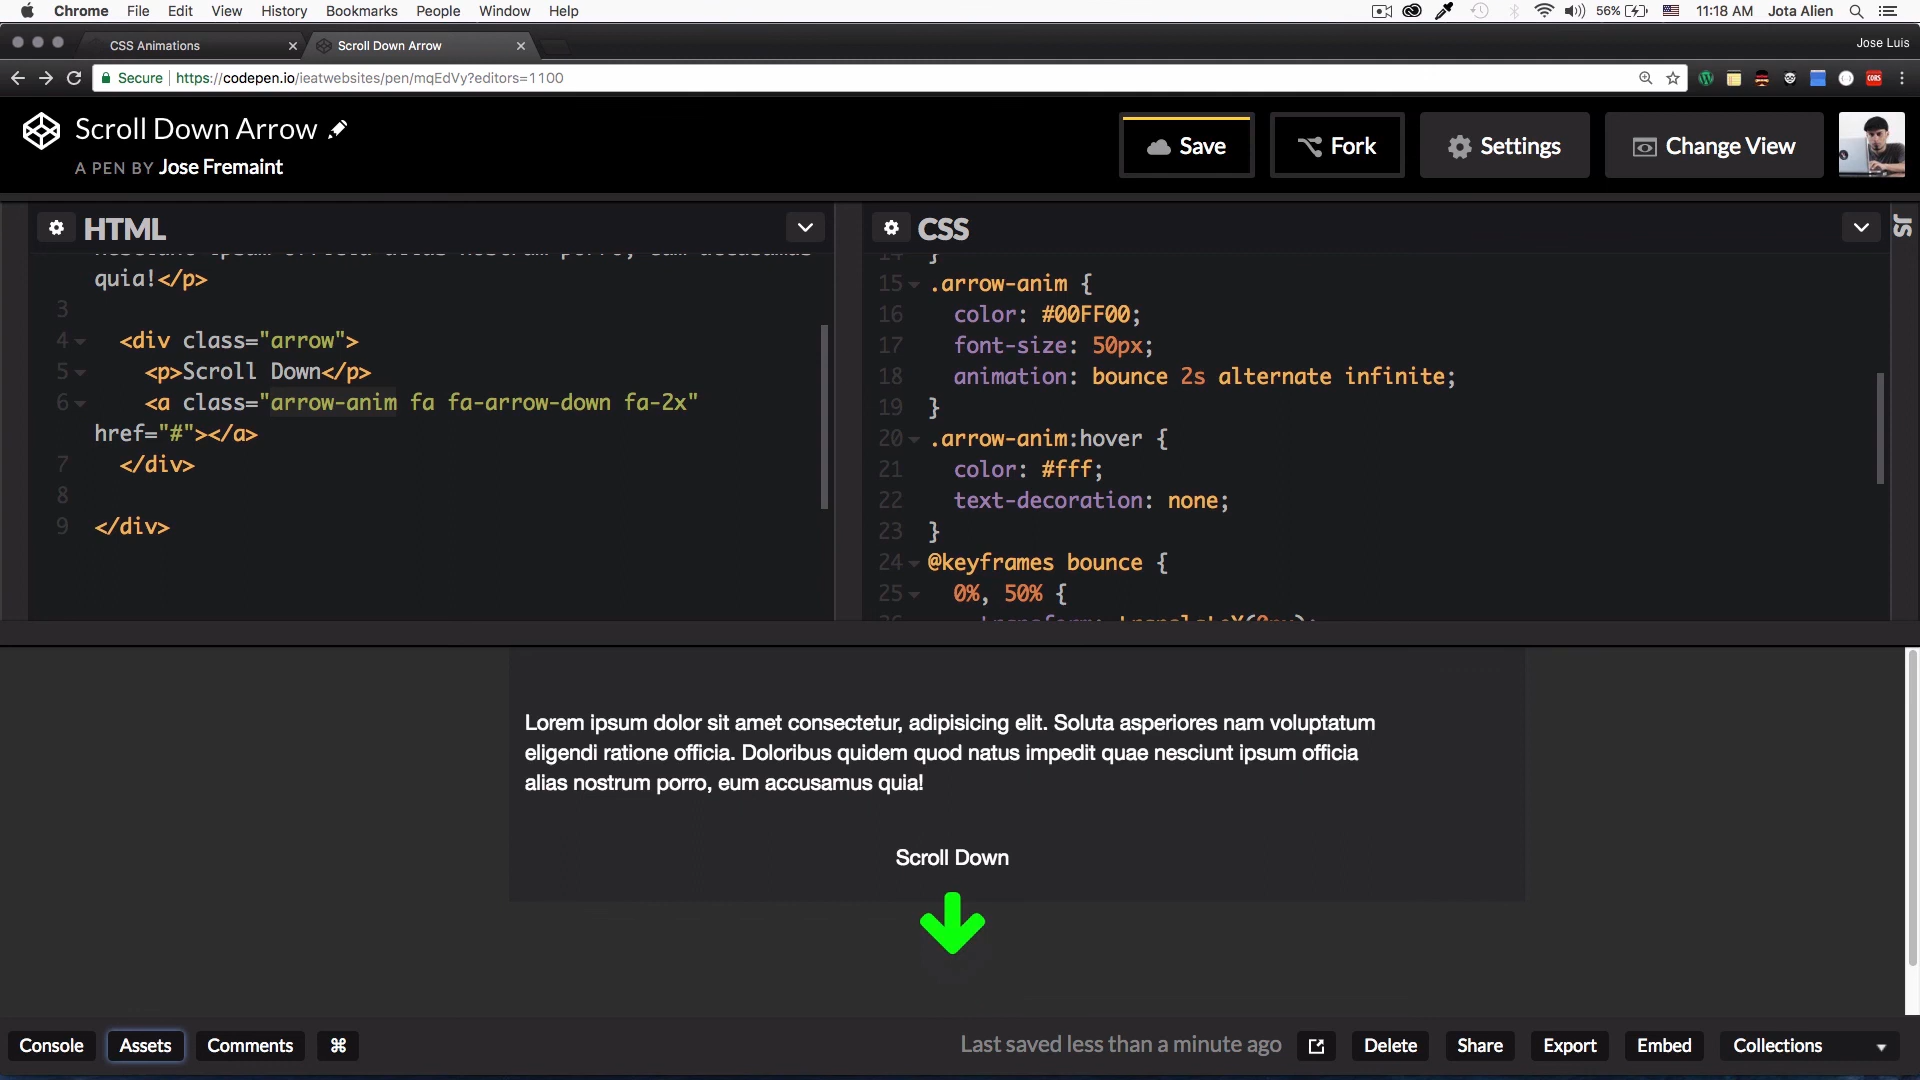 Chrome File Edit View History Bookmarks People Window Help 56% 11:18 AM Jota Alien
CSS Animations Scroll Down Arrow Jose Luis
Secure https://codepen.io/ieatwebsites/pen/mqEdVy?editors=1100
Scroll Down Arrow
A PEN BY Jose Fremaint
Save Fork Settings Change View
HTML
quia!</p>
3
4 <div class="arrow">
5 <p>Scroll Down</p>
6 <a class="arrow-anim fa fa-arrow-down fa-2x"
href="#"></a>
7 </div>
8
9 </div>
CSS
14 }
15 .arrow-anim {
16 color: #00FF00;
17 font-size: 50px;
18 animation: bounce 2s alternate infinite;
19 }
20 .arrow-anim:hover {
21 color: #fff;
22 text-decoration: none;
23 }
24 @keyframes bounce {
25 0%, 50% {
JS
Lorem ipsum dolor sit amet consectetur, adipisicing elit. Soluta asperiores nam voluptatum
eligendi ratione officia. Doloribus quidem quod natus impedit quae nesciunt ipsum officia
alias nostrum porro, eum accusamus quia!
Scroll Down
Console Assets Comments ⌘ Last saved less than a minute ago Delete Share Export Embed Collections